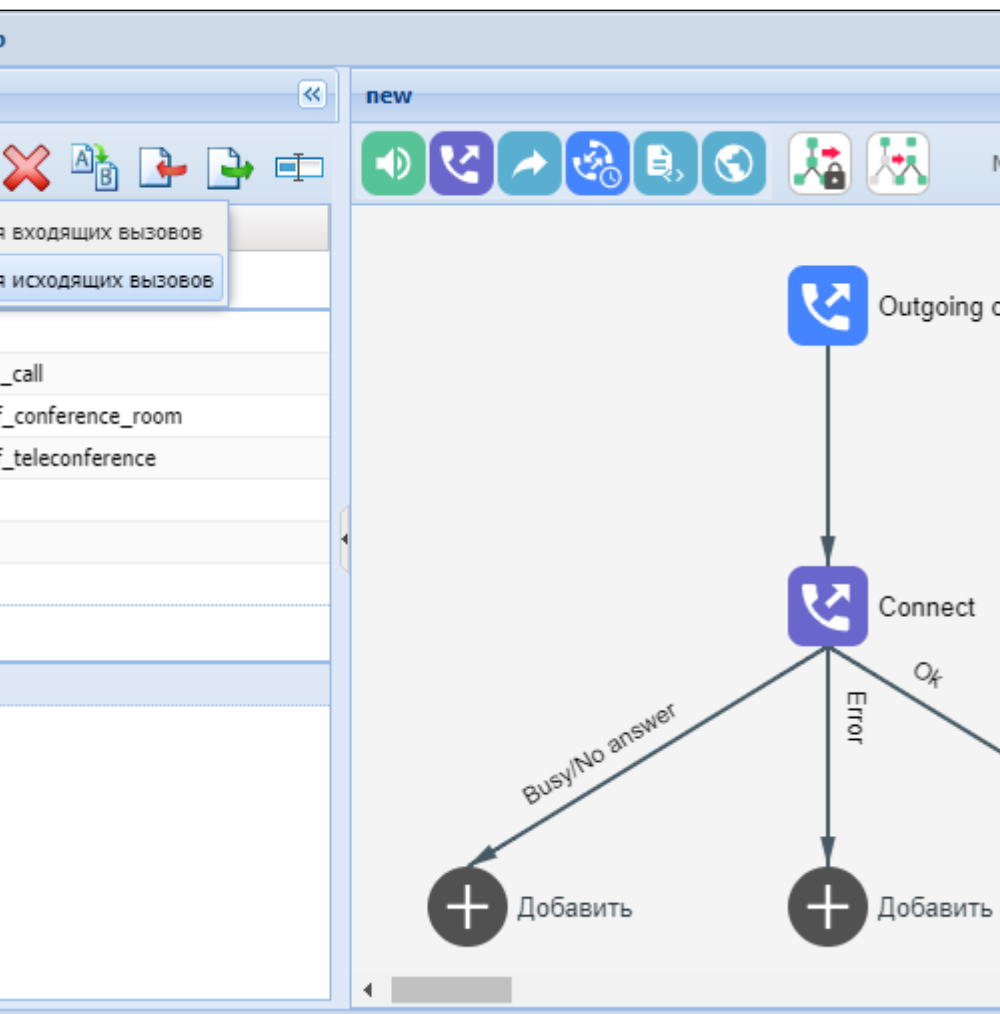 new
я входящих вызовов
я исходящих вызовов
_call
f_conference_room
f_teleconference
Outgoing
Connect
Ok
Error
Busy/No answer
Добавить
Добавить